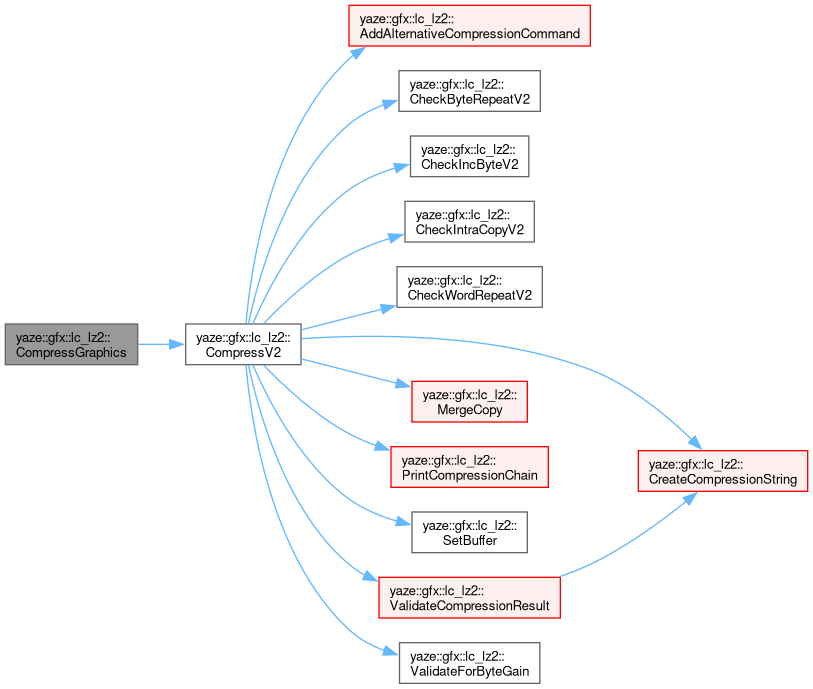 yaze::gfx::lc_lz2::
AddAlternativeCompressionCommand
yaze::gfx::lc_lz2::
CheckByteRepeatV2
yaze::gfx::lc_lz2::
CheckIncByteV2
yaze::gfx::lc_lz2::
CheckIntraCopyV2
yaze::gfx::lc_lz2::
CheckWordRepeatV2
yaze::gfx::lc_lz2::
CompressGraphics
yaze::gfx::lc_lz2::
CompressV2
yaze::gfx::lc_lz2::
MergeCopy
yaze::gfx::lc_lz2::
PrintCompressionChain
yaze::gfx::lc_lz2::
CreateCompressionString
yaze::gfx::lc_lz2::
SetBuffer
yaze::gfx::lc_lz2::
ValidateCompressionResult
yaze::gfx::lc_lz2::
ValidateForByteGain